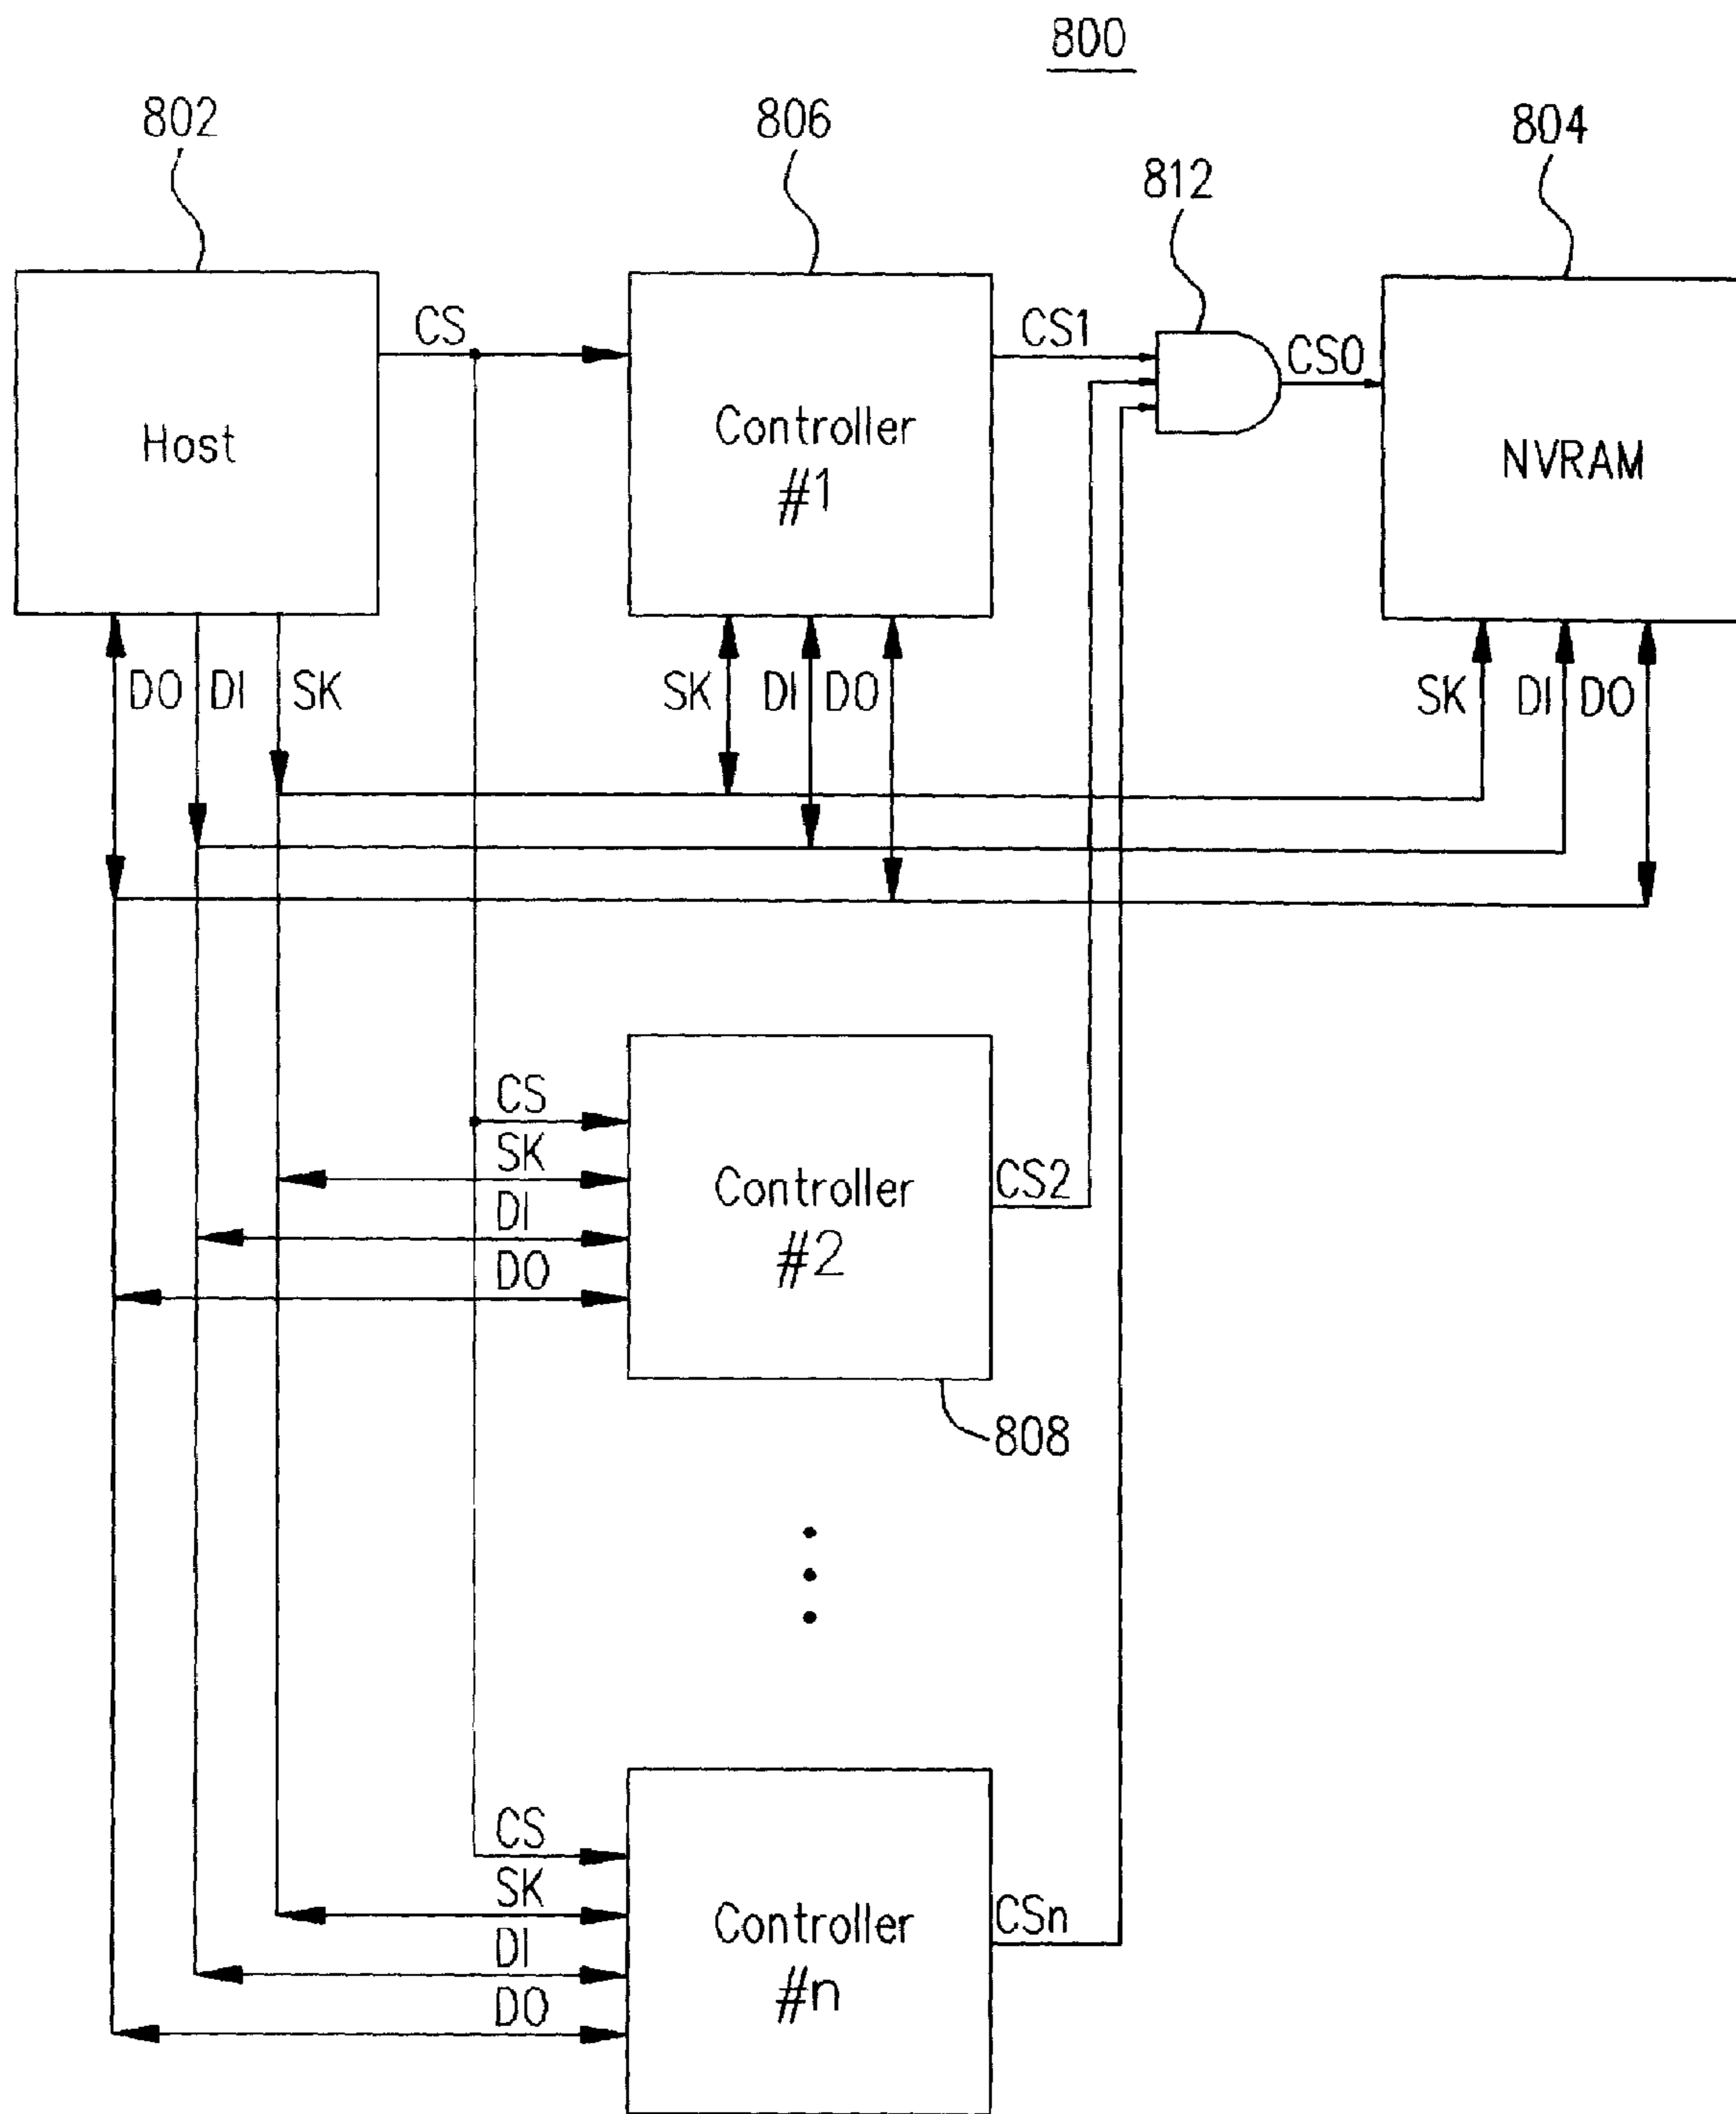 800
802
806
812
804
CS
CS1
CS0
Host
Controller
#1
NVRAM
DO
DI
SK
SK
DI
DO
SK
DI
DO
CS
SK
DI
DO
Controller
#2
CS2
808
CS
SK
DI
DO
Controller
#n
CSn